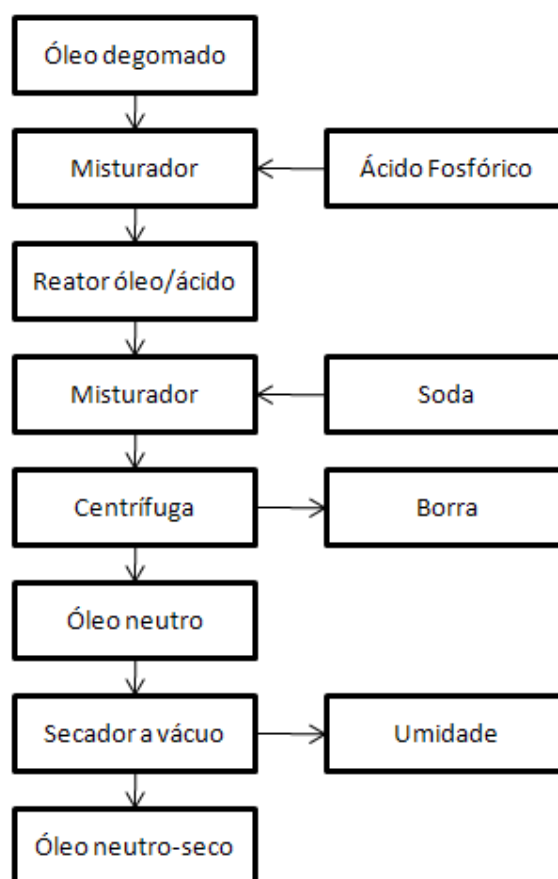 Óleo degomado
Misturador
Ácido Fosfórico
Reator óleo/ácido
Misturador
Soda
Centrífuga
Borra
Óleo neutro
Secador a vácuo
Umidade
Óleo neutro-seco